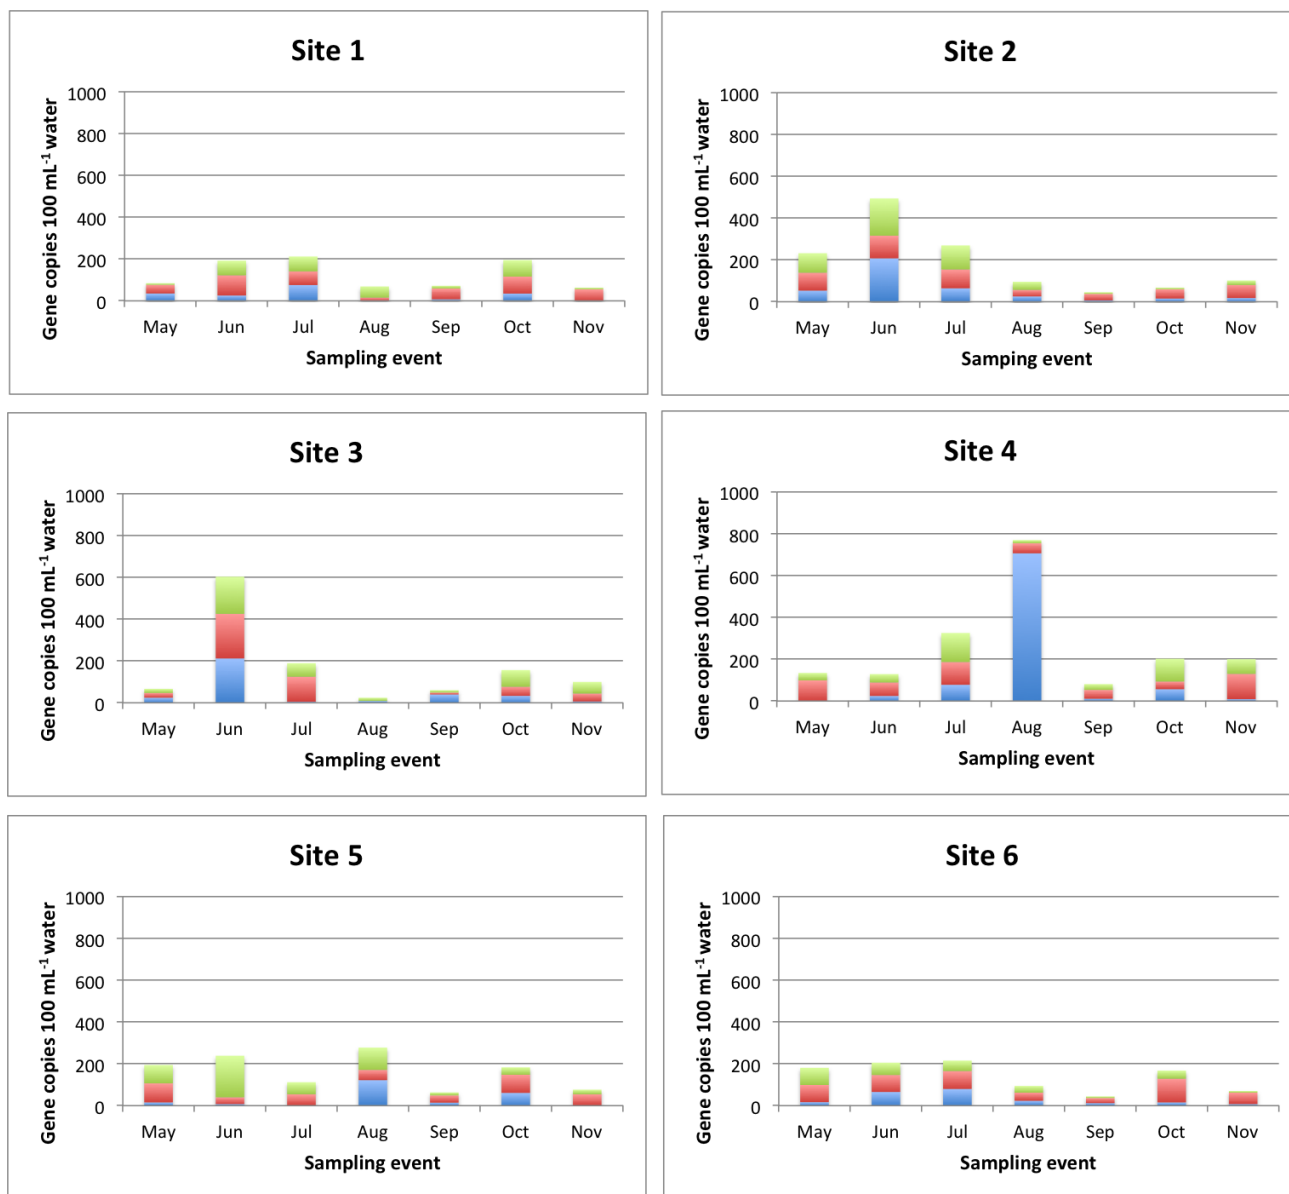 Site 1
Gene copies 100 mL-1 water
1000
800
600
400
200
0
May Jun Jul Aug Sep Oct Nov
Sampling event
Site 2
Gene copies 100 mL-1 water
1000
800
600
400
200
0
May Jun Jul Aug Sep Oct Nov
Samping event
Site 3
Gene copies 100 mL-1 water
1000
800
600
400
200
0
May Jun Jul Aug Sep Oct Nov
Sampling event
Site 4
Gene copies 100 mL-1 water
1000
800
600
400
200
0
May Jun Jul Aug Sep Oct Nov
Sampling event
Site 5
Gene copies 100 mL-1 water
1000
800
600
400
200
0
May Jun Jul Aug Sep Oct Nov
Sampling event
Site 6
Gene copies 100 mL-1 water
1000
800
600
400
200
0
May Jun Jul Aug Sep Oct Nov
Sampling event